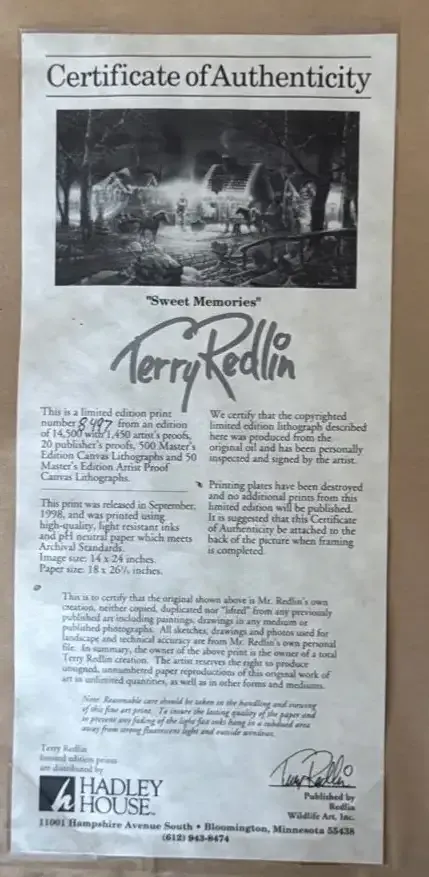 Certificate of Authenticity
"Sweet Memories"
Terry Redlin
This is a limited edition print
number 8497 from an edition
of 14,500 with 1,450 artist's proofs,
20 publisher's proofs, 500 Master's
Edition Canvas Lithographs and 50
Master's Edition Artist Proof
Canvas Lithographs.
This print was released in September,
1998, and was printed using
high-quality, light resistant inks
and pH neutral paper which meets
Archival Standards.
Image size: 14 x 24 inches.
Paper size: 18 x 26⅞ inches.
We certify that the copyrighted
limited edition lithograph described
here was produced from the
original oil and has been personally
inspected and signed by the artist.
Printing plates have been destroyed
and no additional prints from this
limited edition will be published.
It is suggested that this Certificate
of Authenticity be attached to the
back of the picture when framing
is completed.
This is to certify that the original shown above is Mr. Redlin's own
creation, neither copied, duplicated nor "lifted" from any previously
published art including paintings, drawings in any medium or
published photographs. All sketches, drawings and photos used for
landscape and technical accuracy are from Mr. Redlin's own personal
file. In summary, the owner of the above print is the owner of a total
Terry Redlin creation. The artist reserves the right to produce
unsigned, unnumbered paper reproductions of this original work of
art in unlimited quantities, as well as in other forms and mediums.
Note: Reasonable care should be taken in the handling and viewing
of this fine art print. To insure the lasting quality of the paper and
to prevent any fading of the light fast inks hang in a subdued area
away from strong fluorescent light and outside windows.
Terry Redlin
limited edition prints
are distributed by
HADLEY
HOUSE™
Terry Redlin
Published by
Redlin
Wildlife Art, Inc.
11001 Hampshire Avenue South • Bloomington, Minnesota 55438
(612) 943-8474